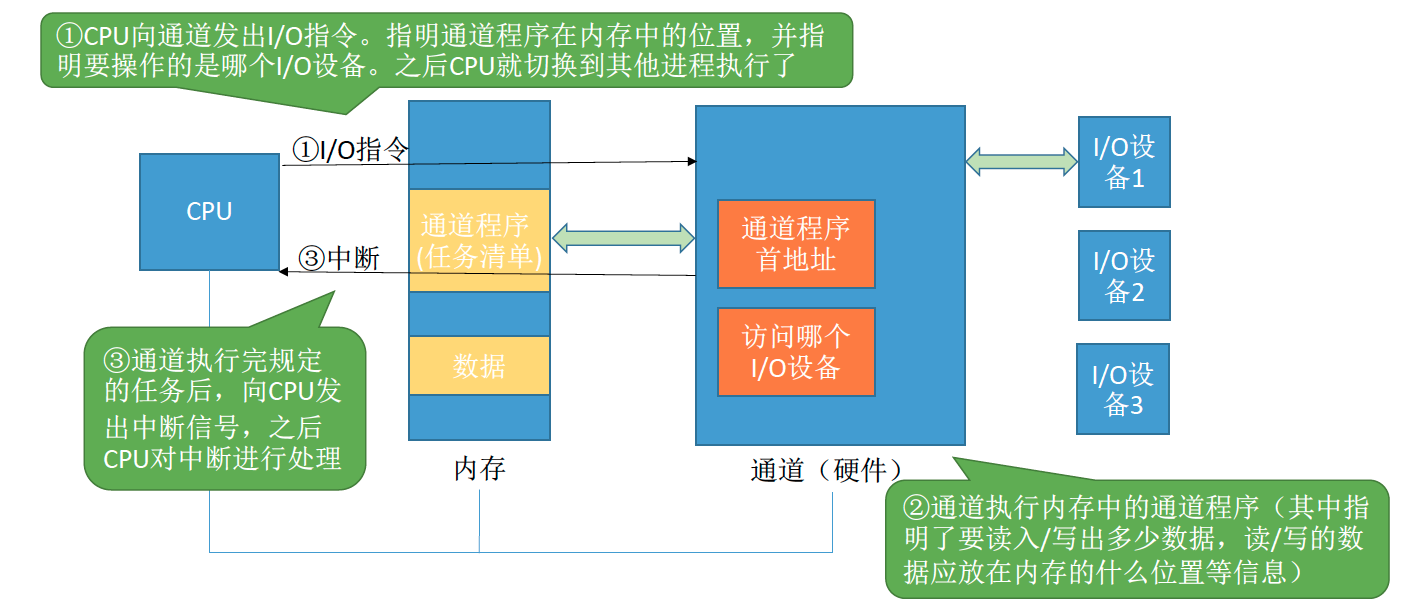 ①CPU向通道发出I/O指令。指明通道程序在内存中的位置，并指
明要操作的是哪个I/O设备。之后CPU就切换到其他进程执行了
①I/O指令
CPU
通道程序
(任务清单)
③中断
数据
内存
通道程序
首地址
访问哪个
I/O设备
通道（硬件）
I/O设
备1
I/O设
备2
I/O设
备3
③通道执行完规定
的任务后，向CPU发
出中断信号，之后
CPU对中断进行处理
②通道执行内存中的通道程序（其中指
明了要读入/写出多少数据，读/写的数
据应放在内存的什么位置等信息）